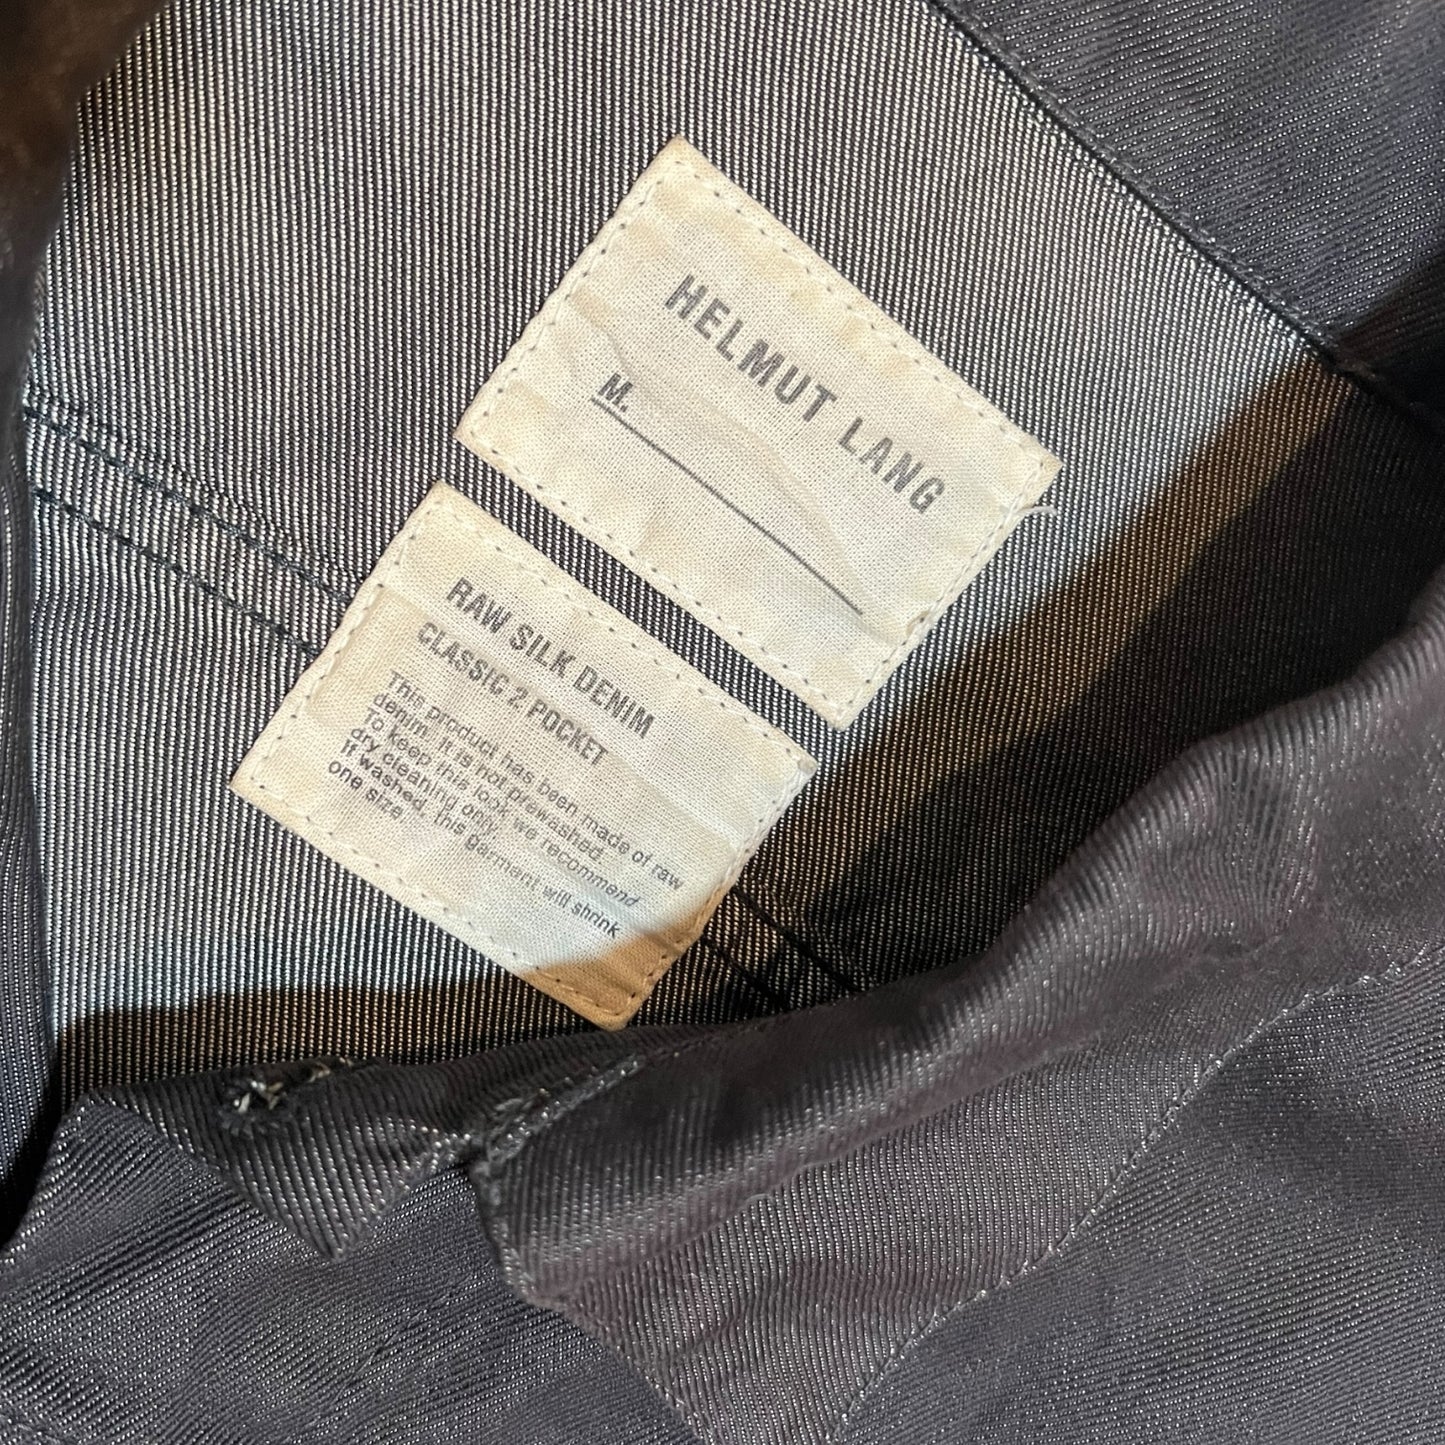 HELMUT LANG
M.
RAW SILK DENIM
CLASSIC 2 POCKET
This product has been made of raw
denim. It is not prewashed.
To keep this look we recommend
dry cleaning only.
If washed, this garment will shrink
one size.